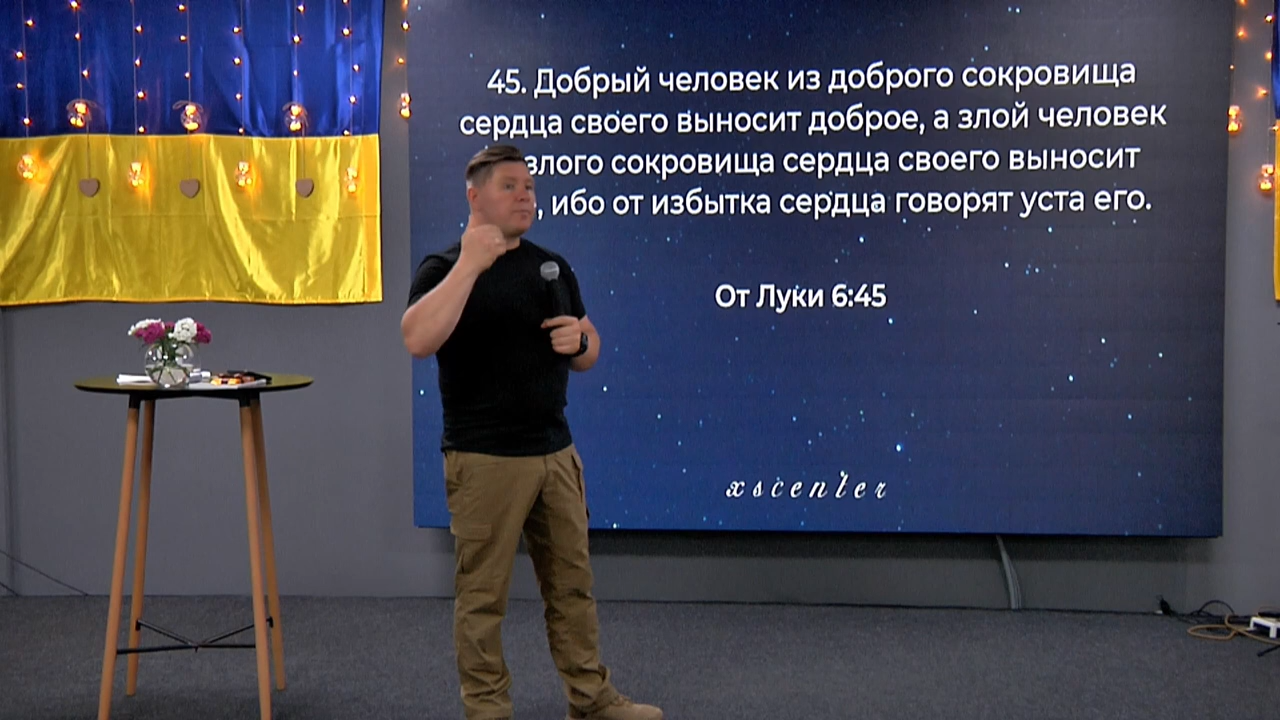 45. Добрый человек из доброго сокровища
сердца своего выносит доброе, а злой человек
злого сокровища сердца своего выносит
, ибо от избытка сердца говорят уста его.
От Луки 6:45
xscenter